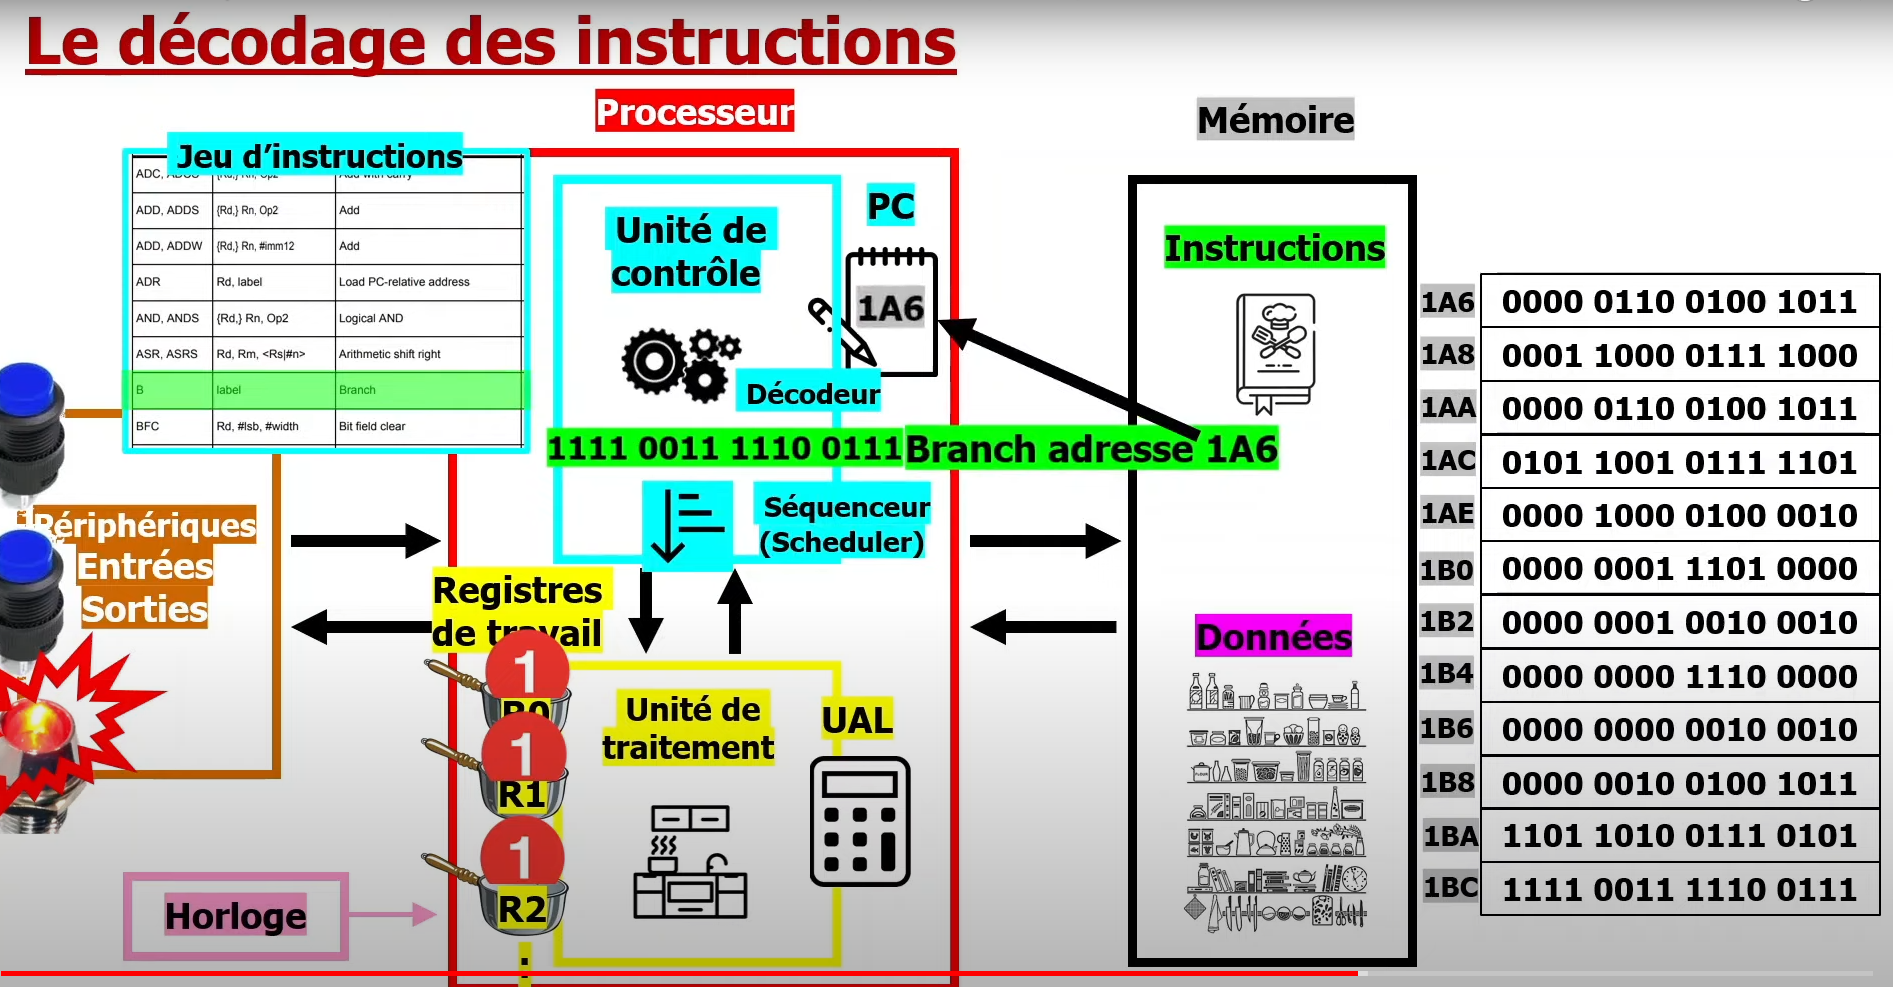 Le décodage des instructions
Processeur
Mémoire
Jeu d'instructions
ADC, ADCS {Rd,} Rn, Op2 Add with carry
ADD, ADDS {Rd,} Rn, Op2 Add
ADD, ADDW {Rd,} Rn, #imm12 Add
ADR Rd, label Load PC-relative address
AND, ANDS {Rd,} Rn, Op2 Logical AND
ASR, ASRS Rd, Rm, <Rs|#n> Arithmetic shift right
B label Branch
BFC Rd, #lsb, #width Bit field clear
Unité de
contrôle
PC
1A6
Décodeur
1111 0011 1110 0111 Branch adresse 1A6
Séquenceur
(Scheduler)
Périphériques
Entrées
Sorties
Registres
de travail
1
R0
1
R1
1
R2
:
Unité de
traitement
UAL
Horloge
Instructions
Données
1A6 0000 0110 0100 1011
1A8 0001 1000 0111 1000
1AA 0000 0110 0100 1011
1AC 0101 1001 0111 1101
1AE 0000 1000 0100 0010
1B0 0000 0001 1101 0000
1B2 0000 0001 0010 0010
1B4 0000 0000 1110 0000
1B6 0000 0000 0010 0010
1B8 0000 0010 0100 1011
1BA 1101 1010 0111 0101
1BC 1111 0011 1110 0111